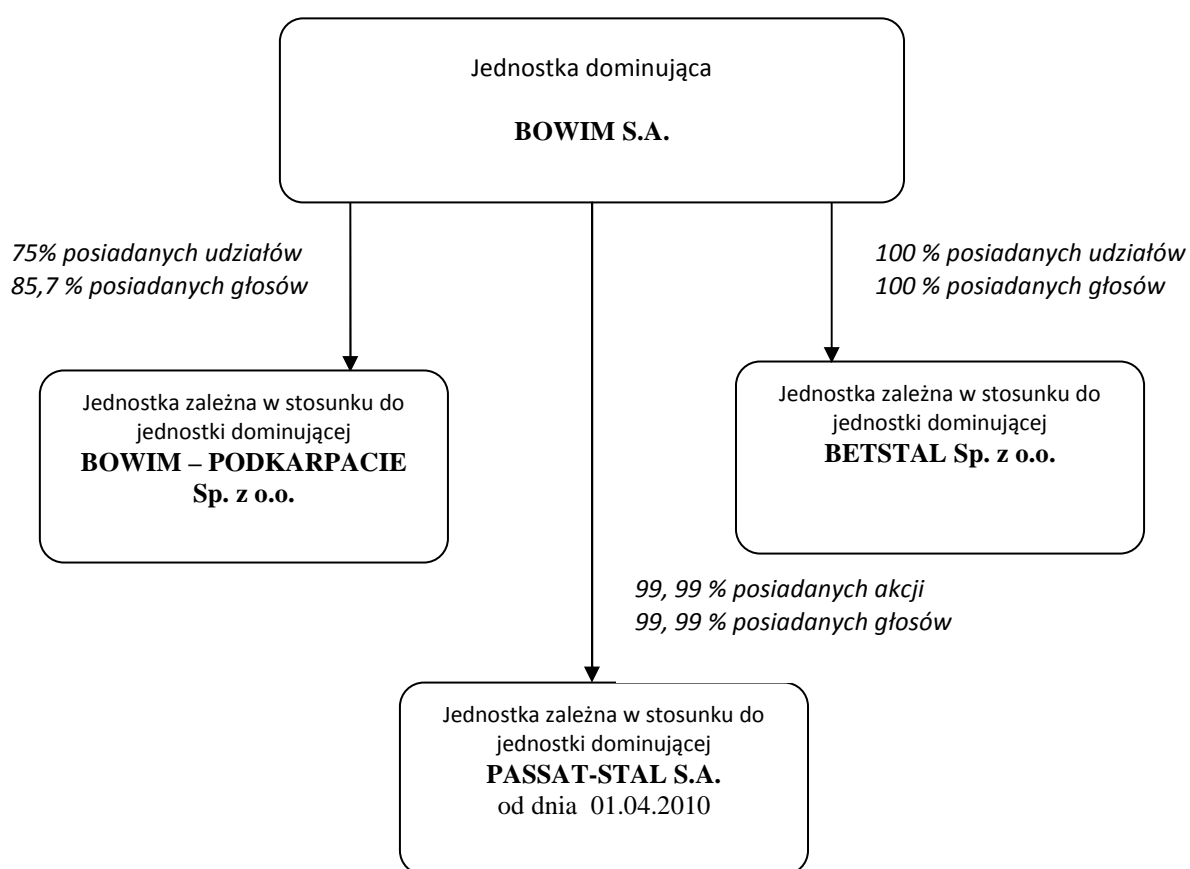 Jednostka dominująca
BOWIM S.A.
75% posiadanych udziałów
85,7 % posiadanych głosów
100 % posiadanych udziałów
100 % posiadanych głosów
Jednostka zależna w stosunku do
jednostki dominującej
BOWIM – PODKARPACIE
Sp. z o.o.
Jednostka zależna w stosunku do
jednostki dominującej
BETSTAL Sp. z o.o.
99, 99 % posiadanych akcji
99, 99 % posiadanych głosów
Jednostka zależna w stosunku do
jednostki dominującej
PASSAT-STAL S.A.
od dnia 01.04.2010